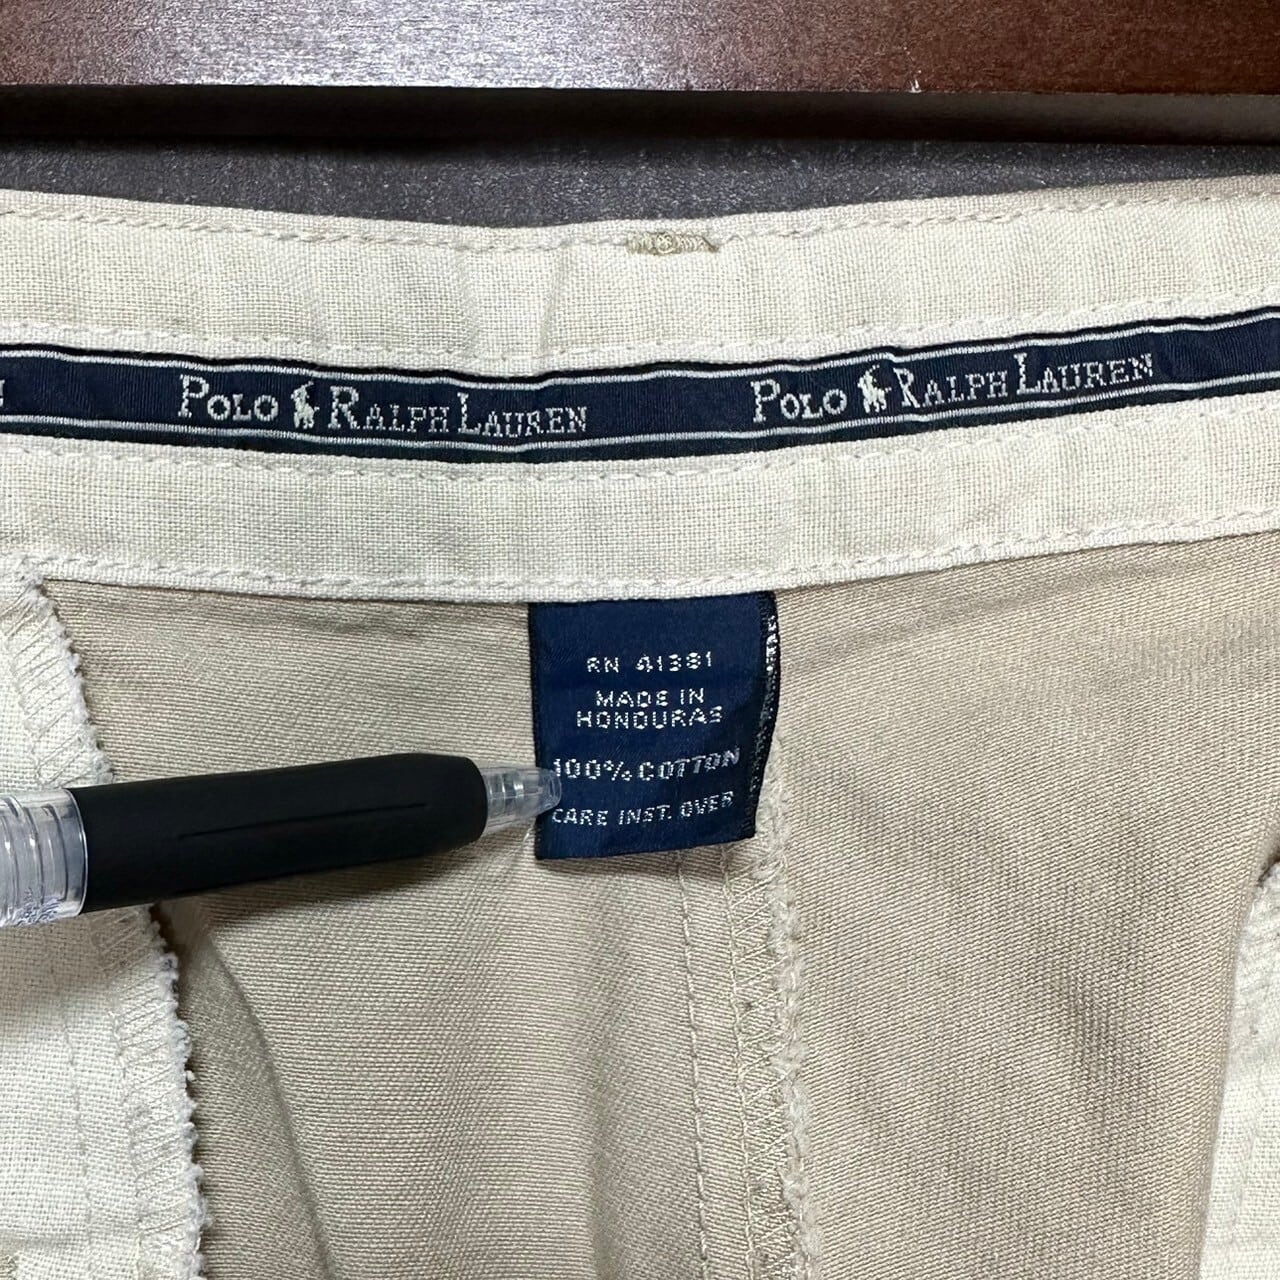 POLO RALPH LAUREN POLO RALPH LAUREN
RN 41381
MADE IN
HONDURAS
100% COTTON
CARE INST. OVER